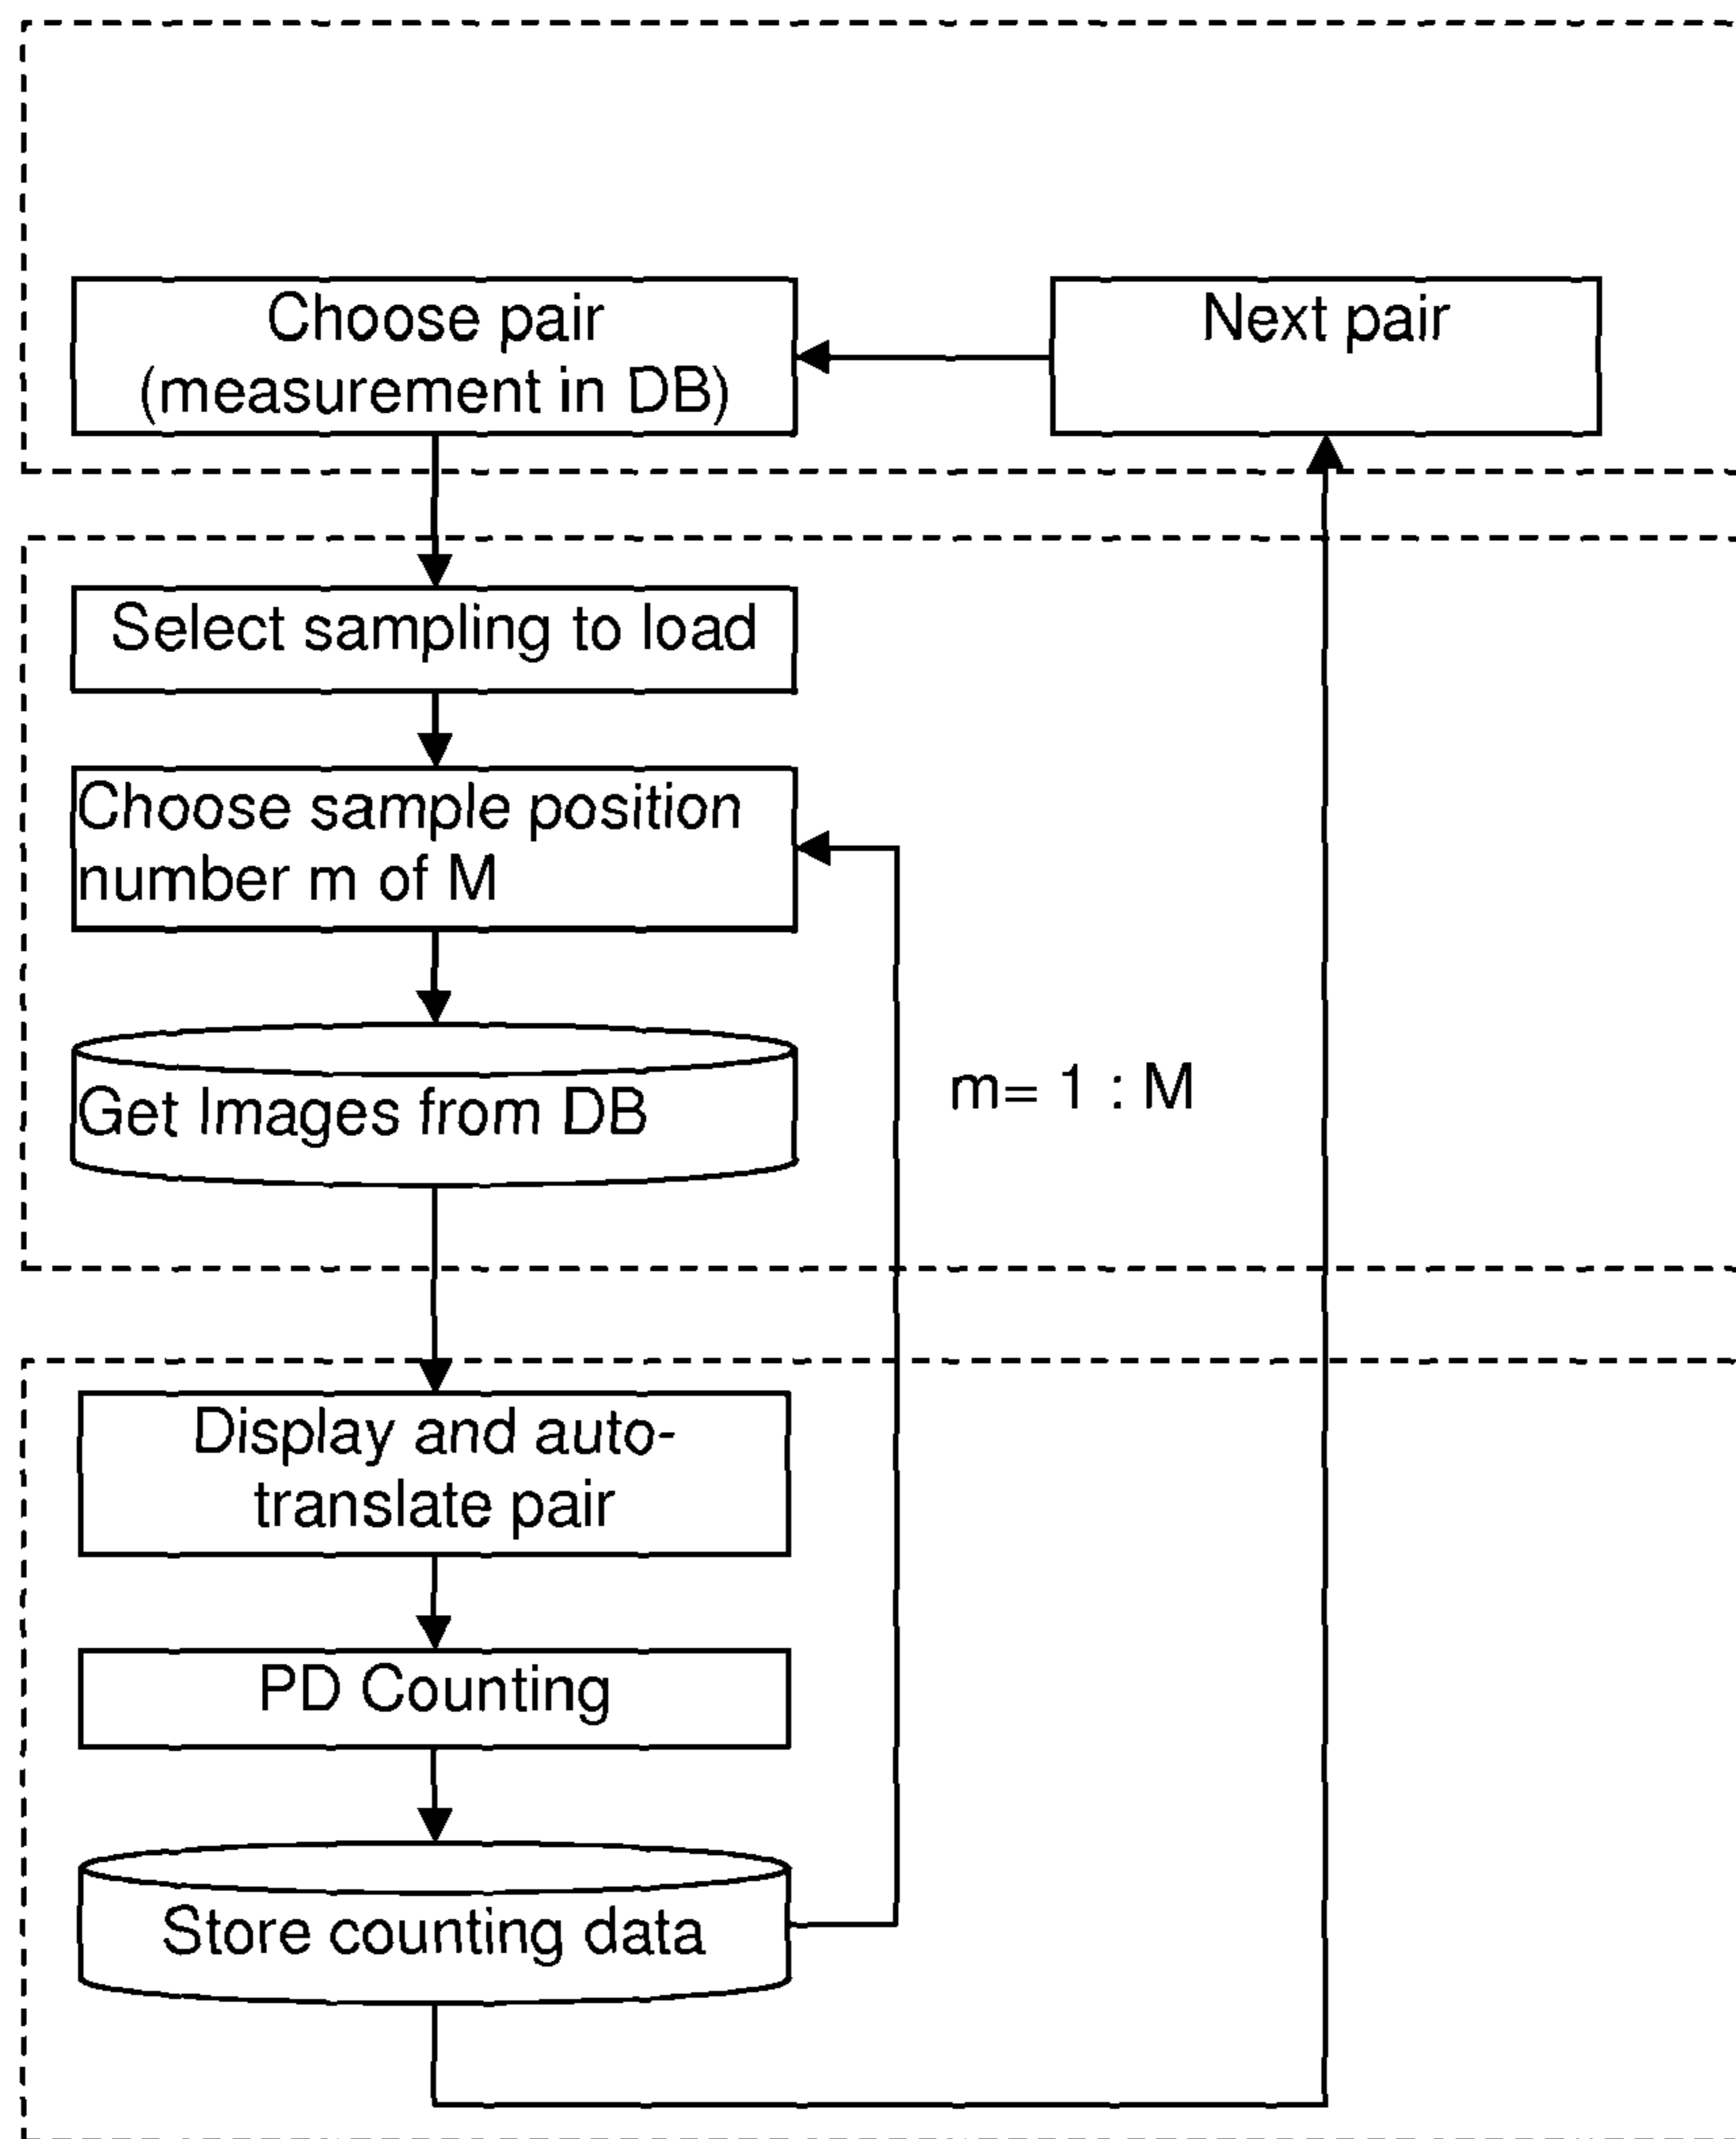 Choose pair
(measurement in DB)
Next pair
Select sampling to load
Choose sample position
number m of M
Get Images from DB
m= 1 : M
Display and auto-
translate pair
PD Counting
Store counting data